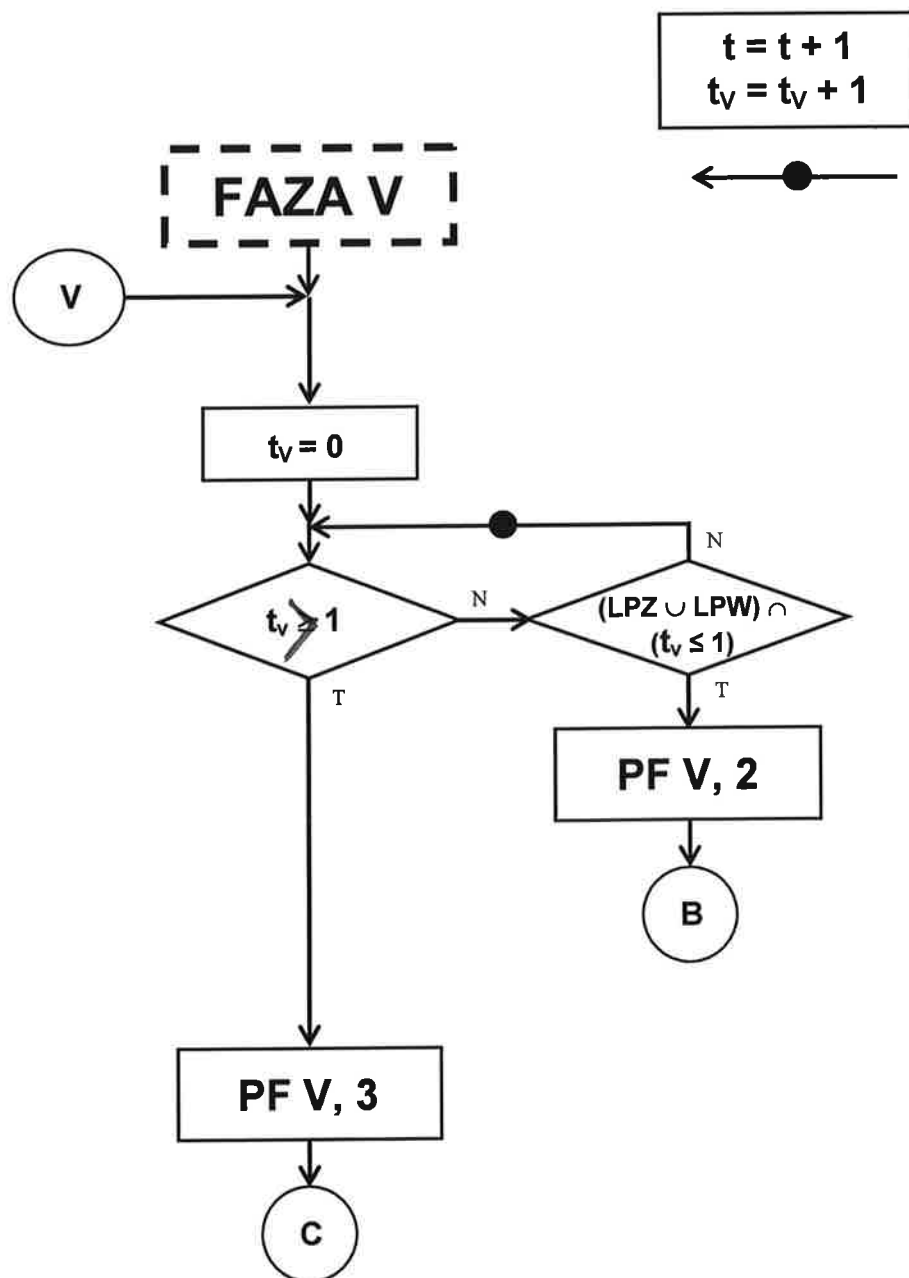 t = t + 1
tv = tv + 1
FAZA V
V
tv = 0
N
N
(LPZ ∪ LPW) ∩
(tv ≤ 1)
T
T
PF V, 2
B
PF V, 3
C